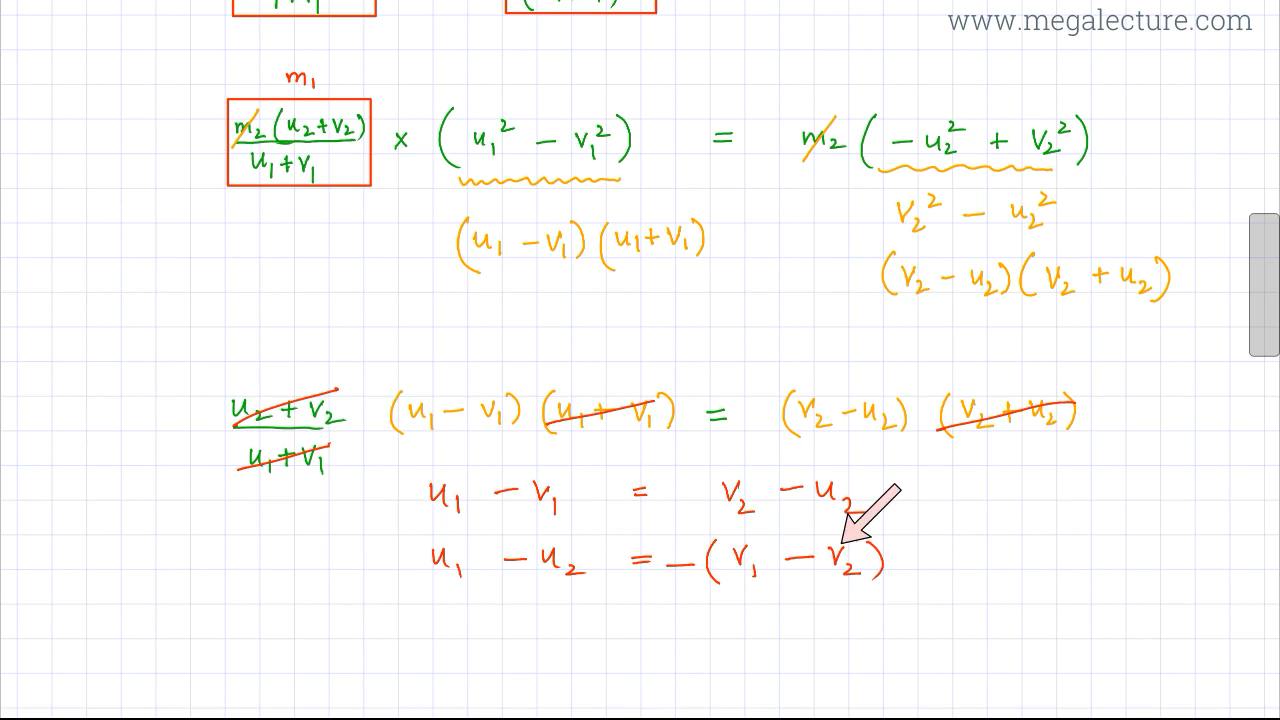 www.megalecture.com
m₁
m₂(u₂+v₂) / u₁+v₁ × (u₁² − v₁²) = m₂(−u₂² + v₂²)
v₂² − u₂²
(u₁ − v₁)(u₁+v₁)
(v₂ − u₂)(v₂ + u₂)
u₂ + v₂ / u₁ + v₁ (u₁ − v₁)(u₁ + v₁) = (v₂ − u₂)(v₂ + u₂)
u₁ − v₁ = v₂ − u₂
u₁ − u₂ = −(v₁ − v₂)